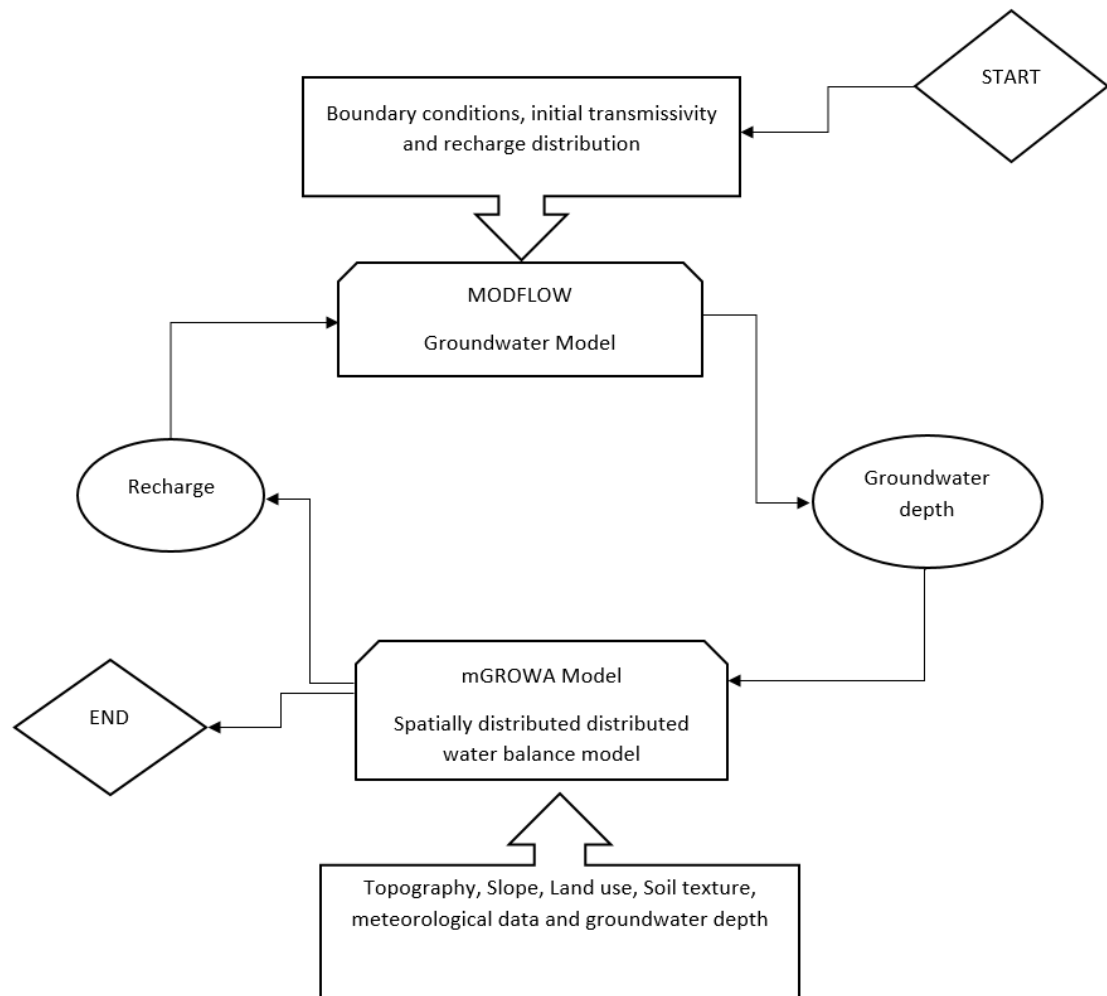 START
Boundary conditions, initial transmissivity
and recharge distribution
MODFLOW
Groundwater Model
Recharge
Groundwater
depth
mGROWA Model
Spatially distributed distributed
water balance model
END
Topography, Slope, Land use, Soil texture,
meteorological data and groundwater depth